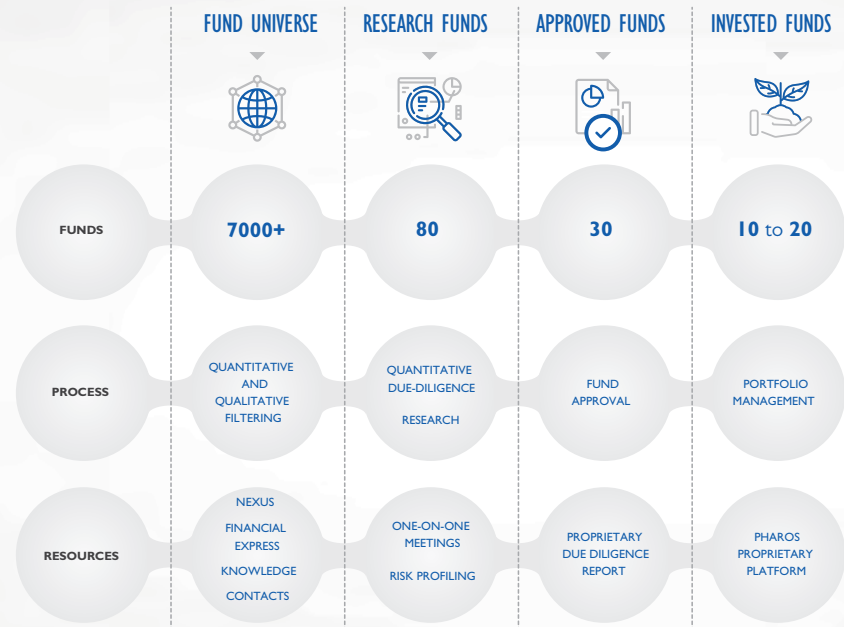 FUND UNIVERSE
RESEARCH FUNDS
APPROVED FUNDS
INVESTED FUNDS
FUNDS
7000+
80
30
10 to 20
PROCESS
QUANTITATIVE
AND
QUALITATIVE
FILTERING
QUANTITATIVE
DUE-DILIGENCE
RESEARCH
FUND
APPROVAL
PORTFOLIO
MANAGEMENT
RESOURCES
NEXUS
FINANCIAL
EXPRESS
KNOWLEDGE
CONTACTS
ONE-ON-ONE
MEETINGS
RISK PROFILING
PROPRIETARY
DUE DILIGENCE
REPORT
PHAROS
PROPRIETARY
PLATFORM